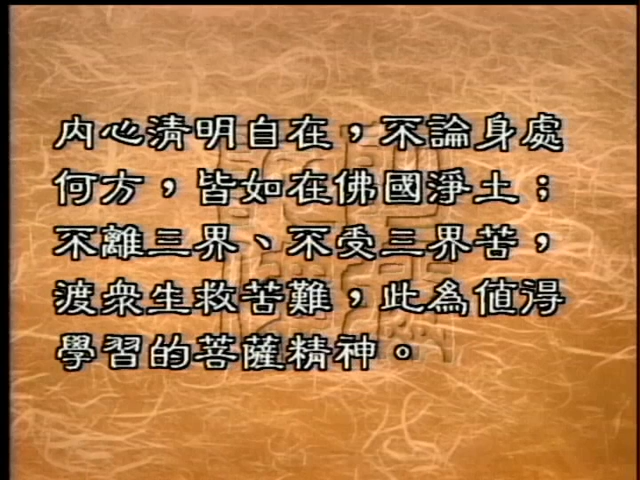 內心清明自在，不論身處
何方，皆如在佛國淨土；
不離三界、不受三界苦，
渡眾生救苦難，此為值得
學習的菩薩精神。